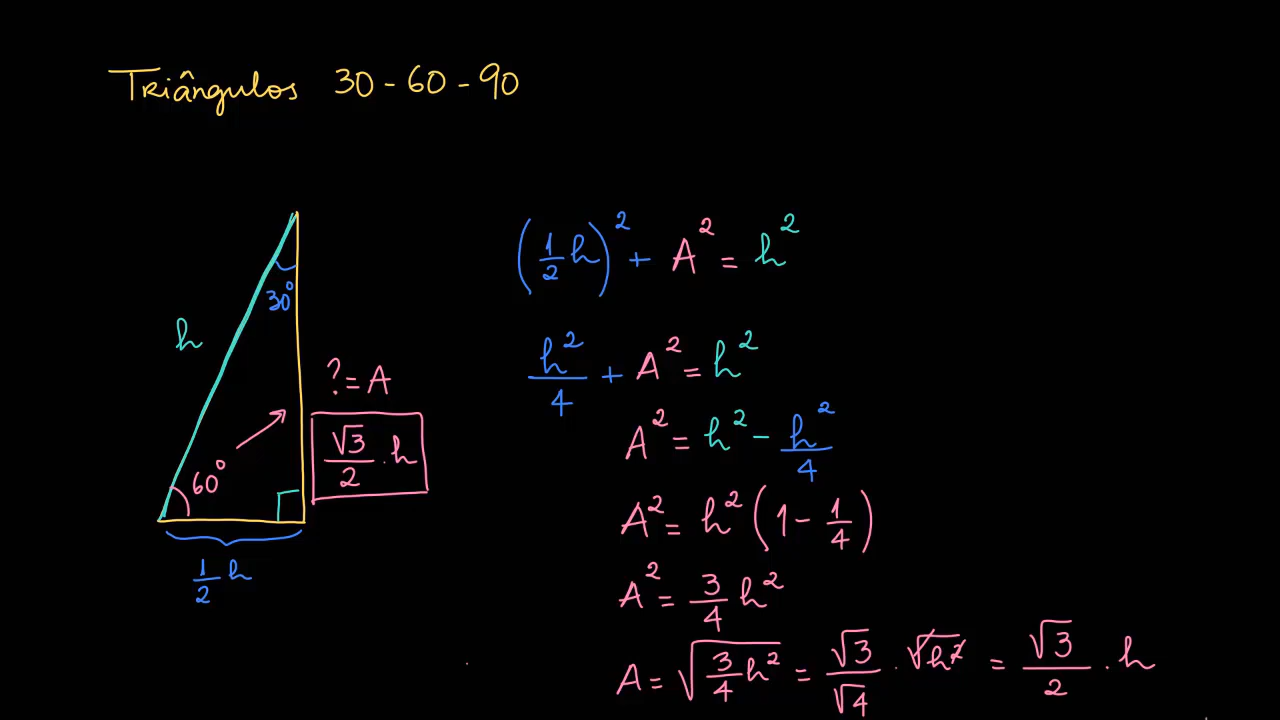 Triângulos 30 - 60 - 90
30°
h
? = A
√3/2 · h
60°
1/2 h
(1/2 h)² + A² = h²
h²/4 + A² = h²
A² = h² - h²/4
A² = h² (1 - 1/4)
A² = 3/4 h²
A = √(3/4 h²) = √3/√4 · √h² = √3/2 · h